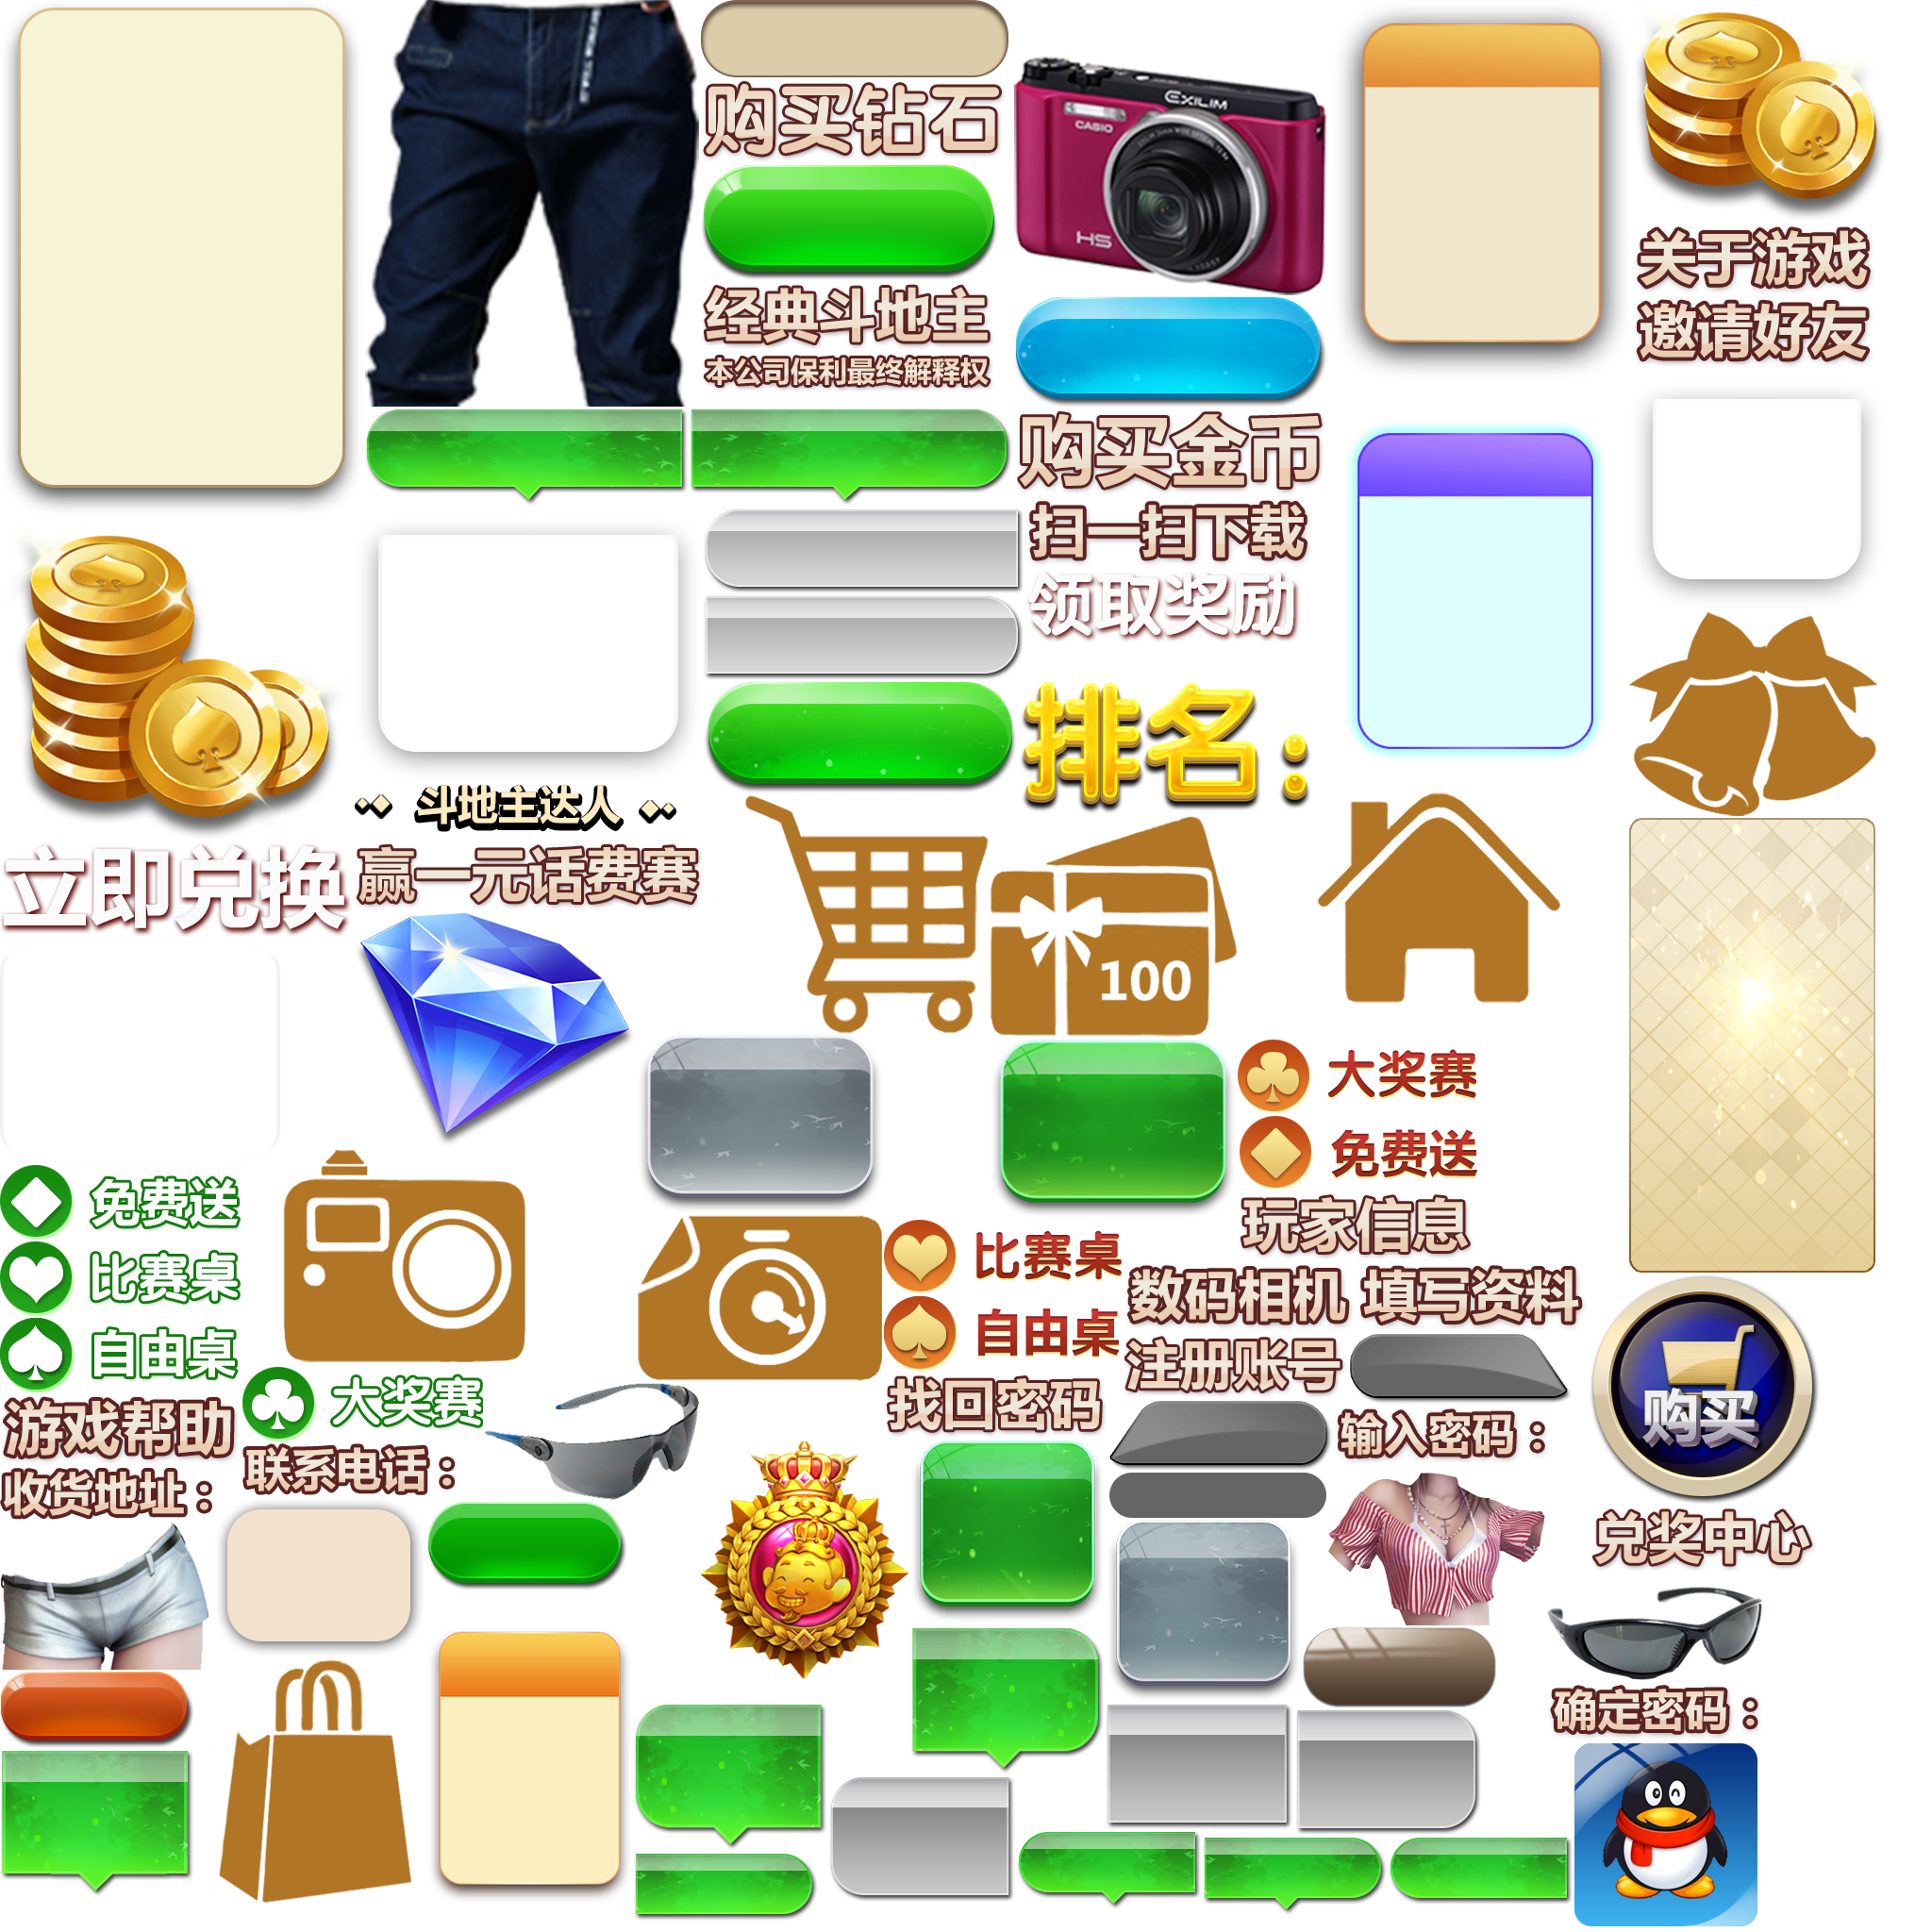 购买钻石
EXILIM
CASIO
HS
关于游戏
经典斗地主
邀请好友
本公司保利最终解释权
购买金币
扫一扫下载
领取奖励
排名：
斗地主达人
立即兑换
赢一元话费赛
100
大奖赛
免费送
免费送
玩家信息
比赛桌
比赛桌
数码相机 填写资料
自由桌
自由桌
注册账号
大奖赛
找回密码
购买
游戏帮助
输入密码：
联系电话：
收货地址：
兑奖中心
确定密码：